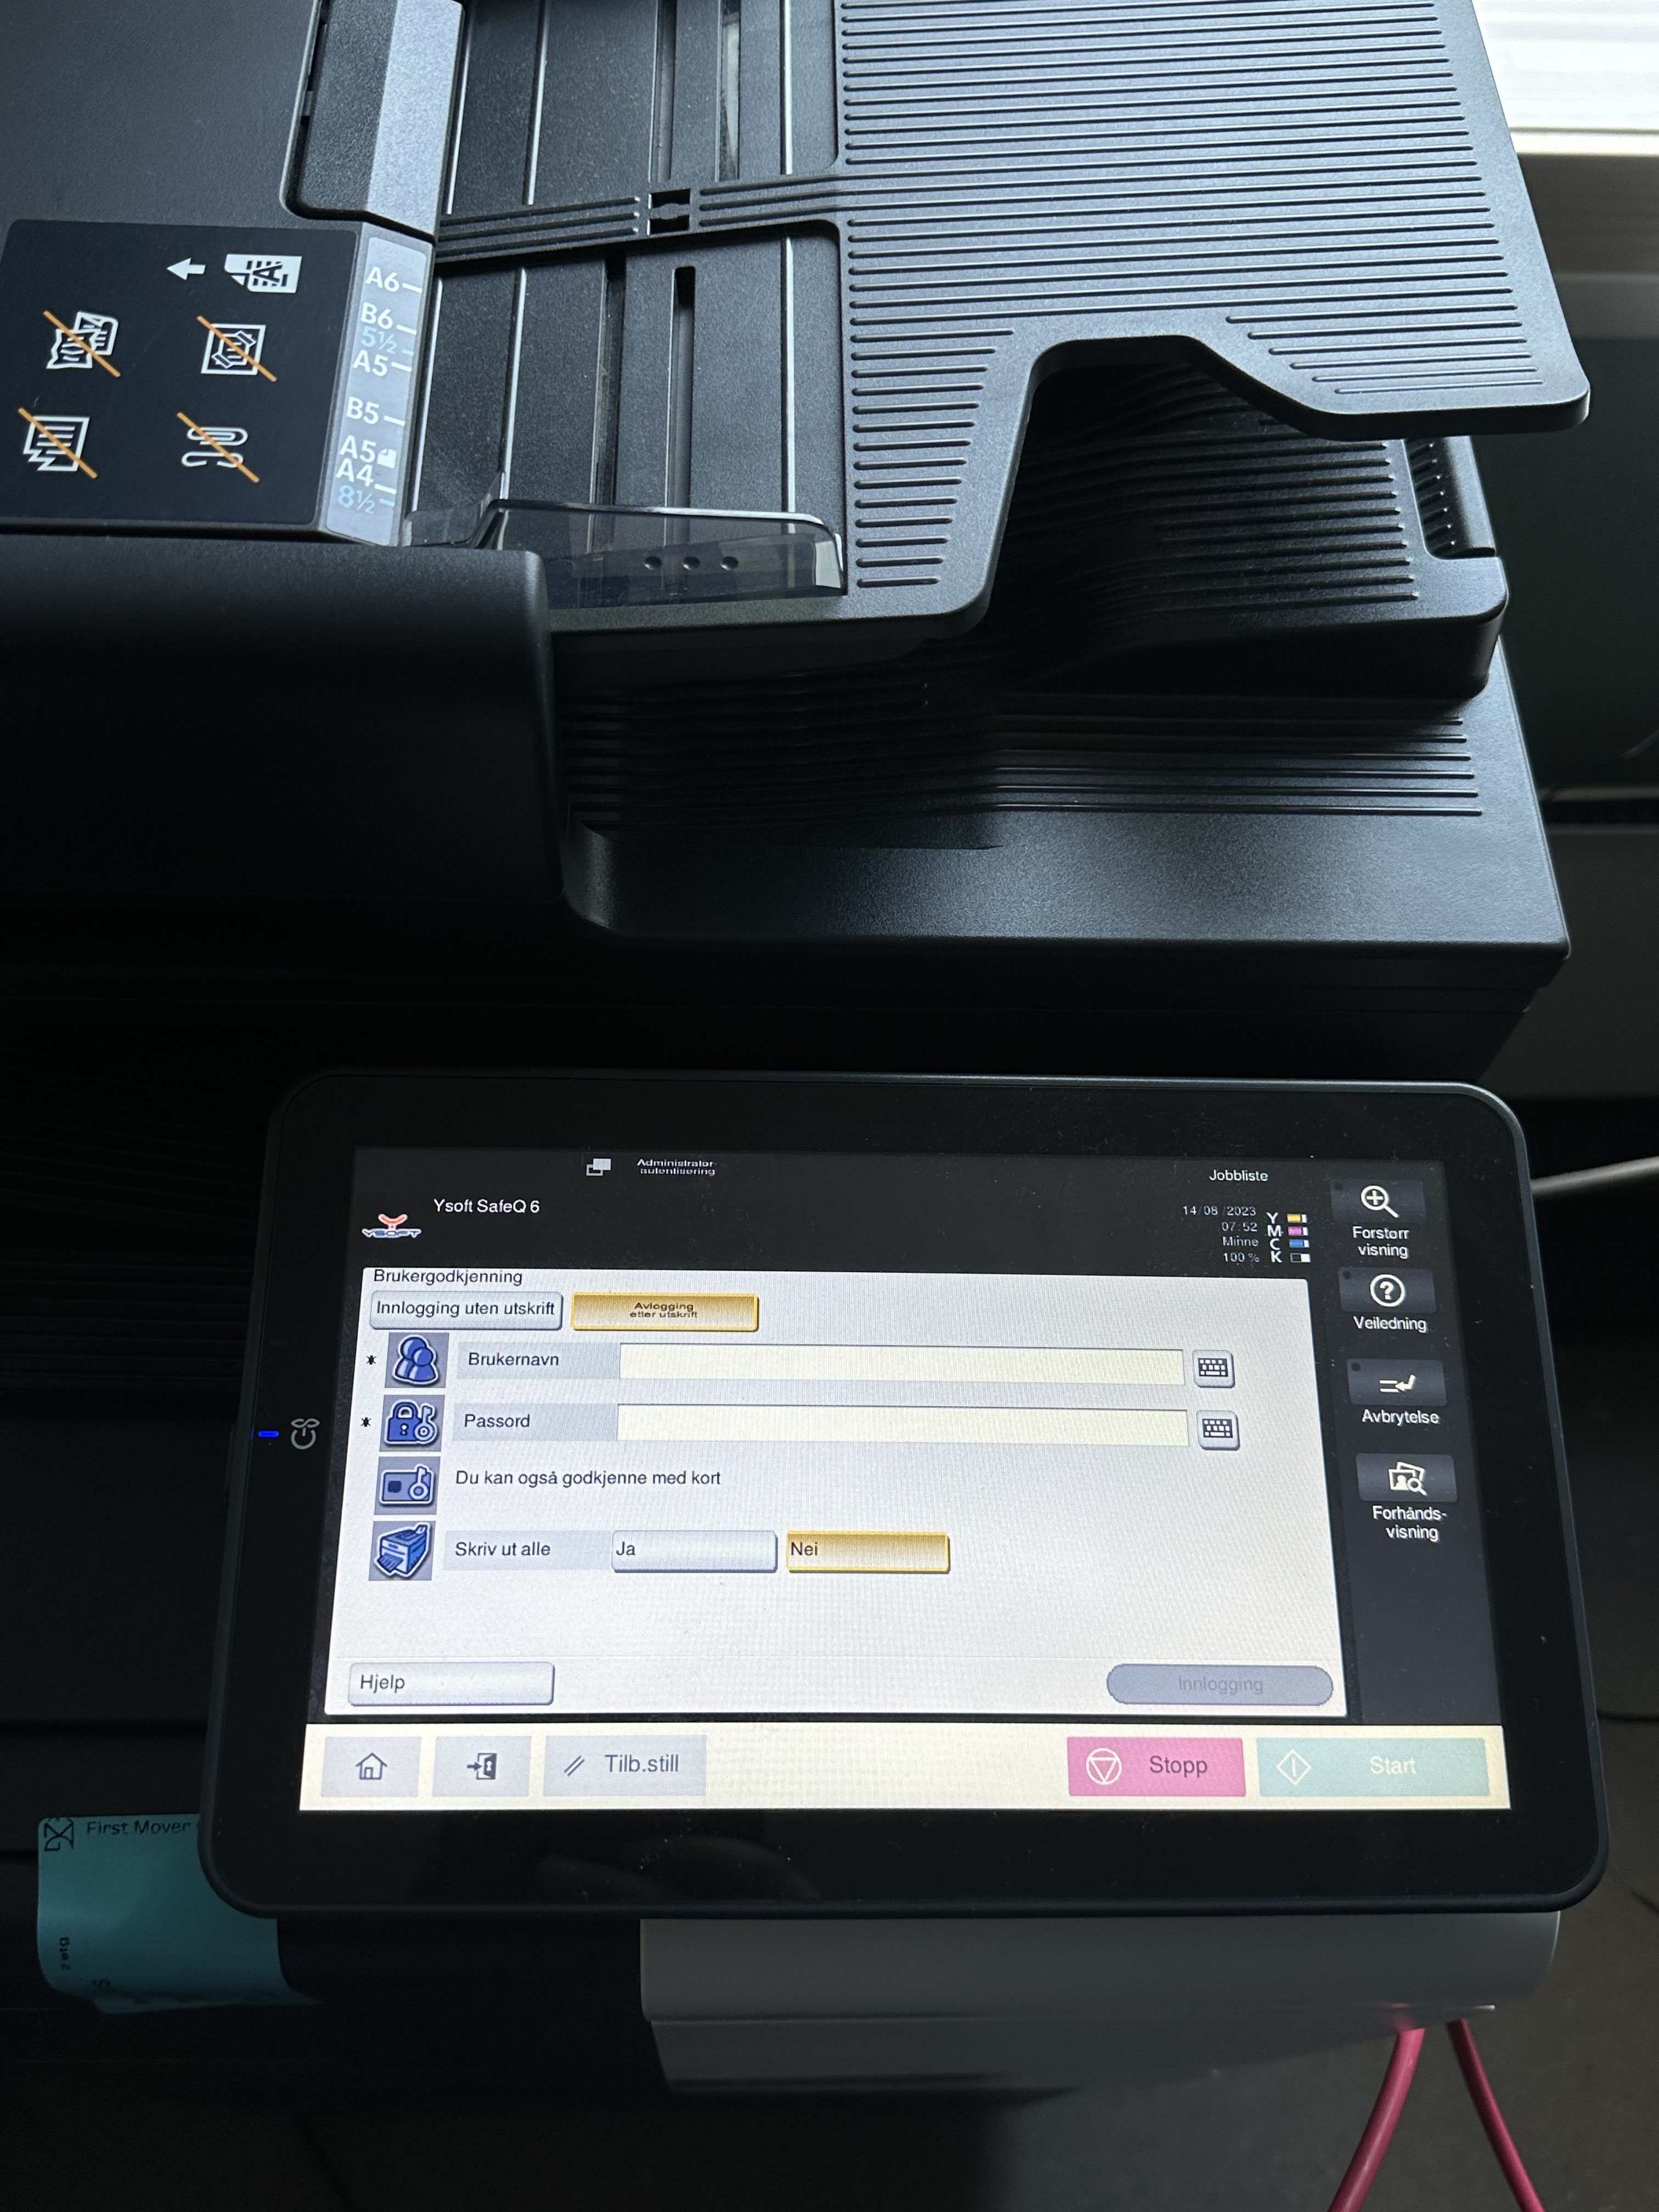 A6
B6
5½
A5
B5
A5
A4
8½
Administrator-
autentisering
Jobbliste
YSOFT
Ysoft SafeQ 6
14/08/2023
07:52
Minne
100 %
Y
M
C
K
Forstørr
visning
Veiledning
Avbrytelse
Forhånds-
visning
Brukergodkjenning
Innlogging uten utskrift
Avlogging
etter utskrift
* Brukernavn
* Passord
Du kan også godkjenne med kort
Skriv ut alle Ja Nei
Hjelp Innlogging
Tilb.still Stopp Start
First Mover
2 etg